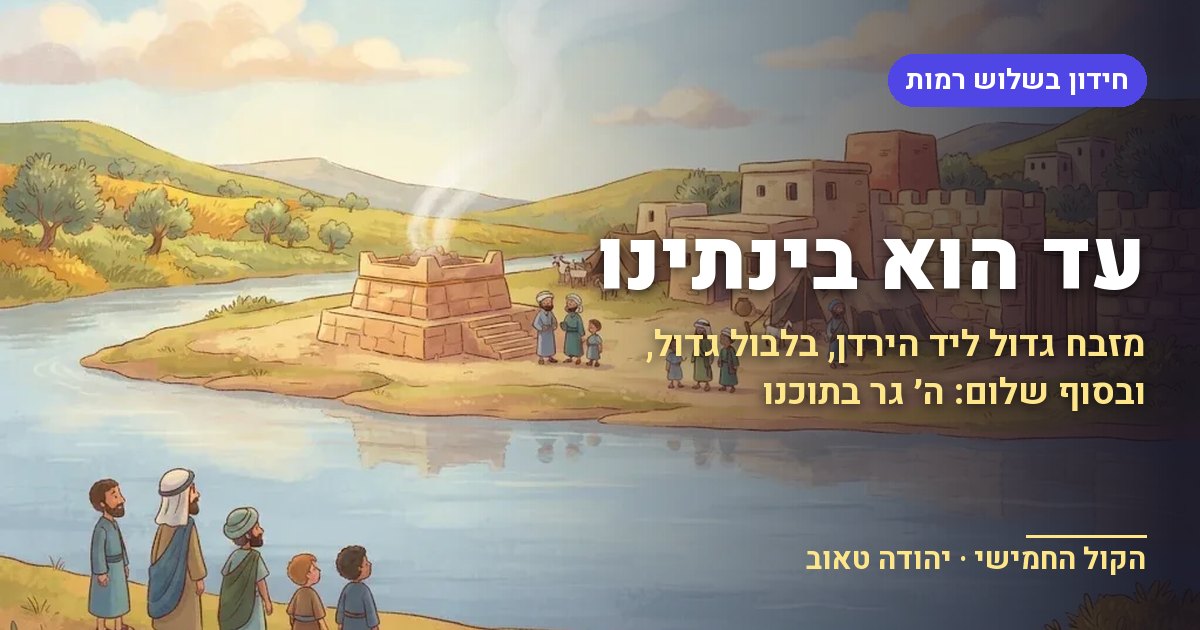 חידון בשלוש רמות
עד הוא בינתינו
מזבח גדול ליד הירדן, בלבול גדול,
ובסוף שלום: ה׳ גר בתוכנו
הקול החמישי · יהודה טאוב